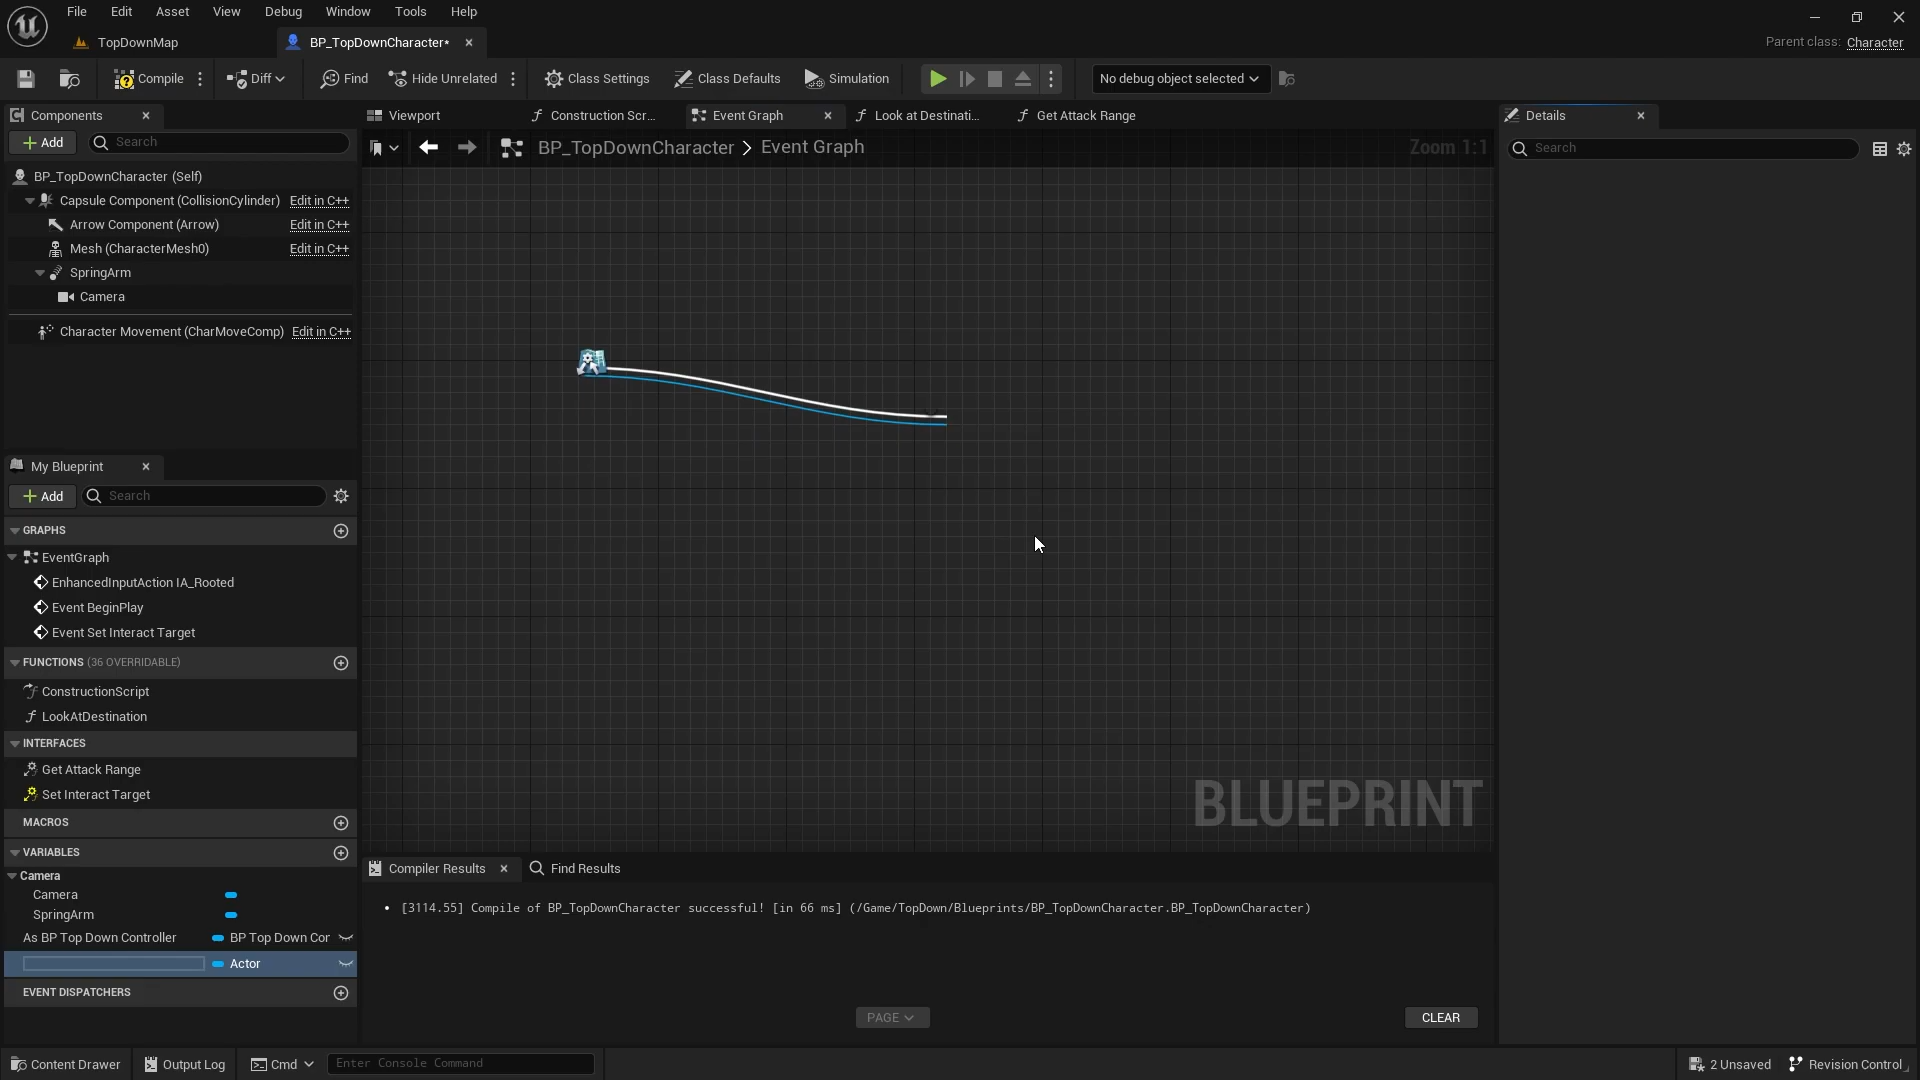 File Edit Asset View Debug Window Tools Help
TopDownMap
BP_TopDownCharacter*
Parent class: Character
Compile
Diff
Find
Hide Unrelated
Class Settings
Class Defaults
Simulation
No debug object selected
Components
Add
Search
BP_TopDownCharacter (Self)
Capsule Component (CollisionCylinder) Edit in C++
Arrow Component (Arrow) Edit in C++
Mesh (CharacterMesh0) Edit in C++
SpringArm
Camera
Character Movement (CharMoveComp) Edit in C++
My Blueprint
Add
Search
GRAPHS
EventGraph
EnhancedInputAction IA_Rooted
Event BeginPlay
Event Set Interact Target
FUNCTIONS (36 OVERRIDABLE)
ConstructionScript
LookAtDestination
INTERFACES
Get Attack Range
Set Interact Target
MACROS
VARIABLES
Camera
Camera
SpringArm
As BP Top Down Controller BP Top Down Cor
Actor
EVENT DISPATCHERS
Viewport
Construction Scr...
Event Graph
Look at Destinati...
Get Attack Range
BP_TopDownCharacter > Event Graph
Zoom 1:1
BLUEPRINT
Compiler Results
Find Results
• [3114.55] Compile of BP_TopDownCharacter successful! [in 66 ms] (/Game/TopDown/Blueprints/BP_TopDownCharacter.BP_TopDownCharacter)
PAGE
CLEAR
Details
Search
Content Drawer
Output Log
Cmd
Enter Console Command
2 Unsaved
Revision Control